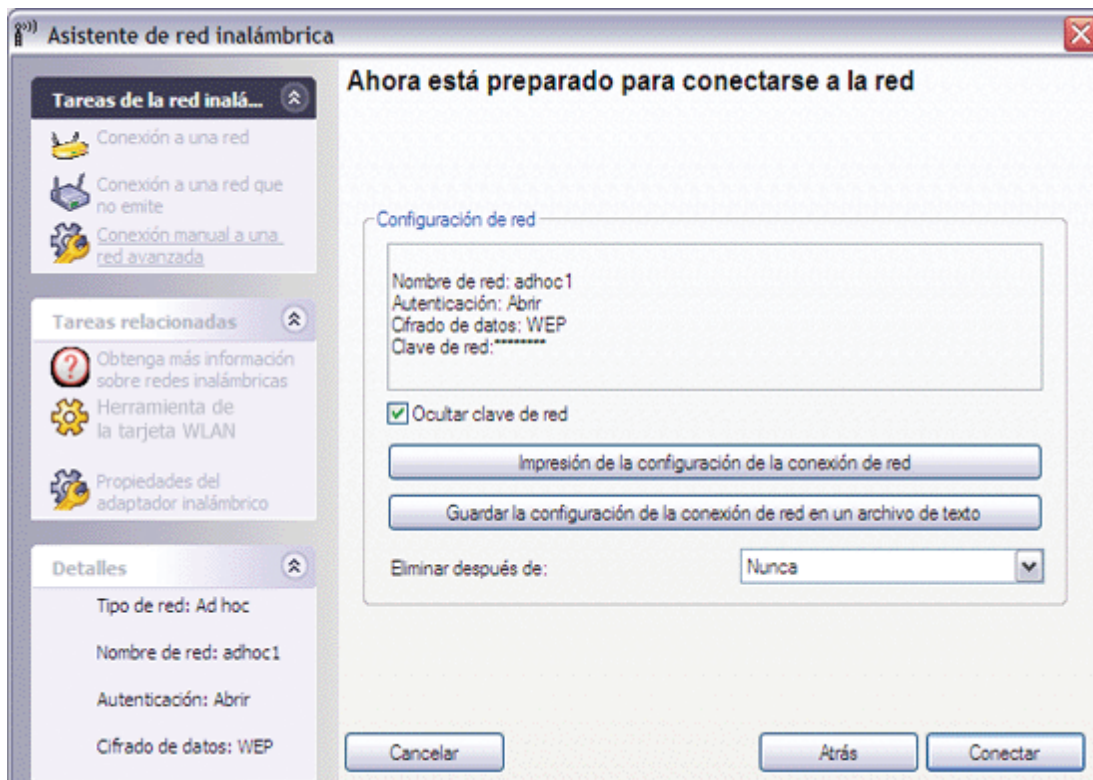 Asistente de red inalámbrica
Tareas de la red inalá...
Conexión a una red
Conexión a una red que
no emite
Conexión manual a una
red avanzada
Tareas relacionadas
Obtenga más información
sobre redes inalámbricas
Herramienta de
la tarjeta WLAN
Propiedades del
adaptador inalámbrico
Detalles
Tipo de red: Ad hoc
Nombre de red: adhoc1
Autenticación: Abrir
Cifrado de datos: WEP
Ahora está preparado para conectarse a la red
Configuración de red
Nombre de red: adhoc1
Autenticación: Abrir
Cifrado de datos: WEP
Clave de red:********
Ocultar clave de red
Impresión de la configuración de la conexión de red
Guardar la configuración de la conexión de red en un archivo de texto
Eliminar después de:
Nunca
Cancelar
Atrás
Conectar